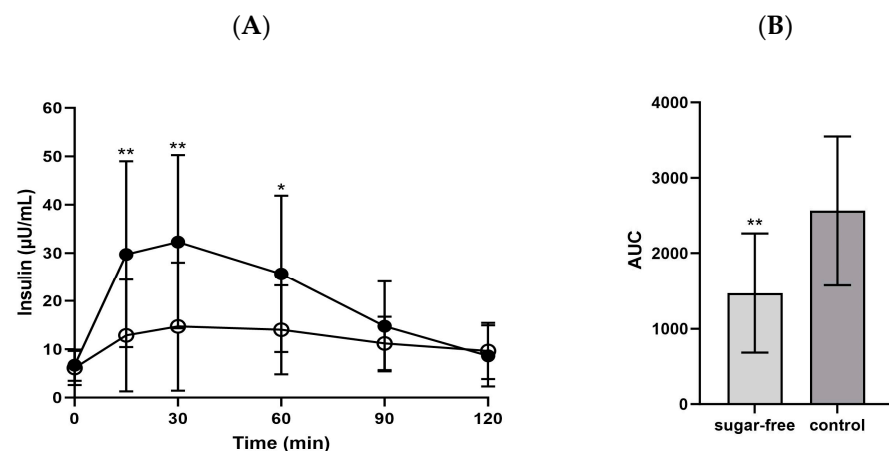 (A)
60
50
40
30
20
10
0
Insulin (µU/mL)
** ** *
0 30 60 90 120
Time (min)
(B)
4000
3000
2000
1000
0
AUC
**
sugar-free control